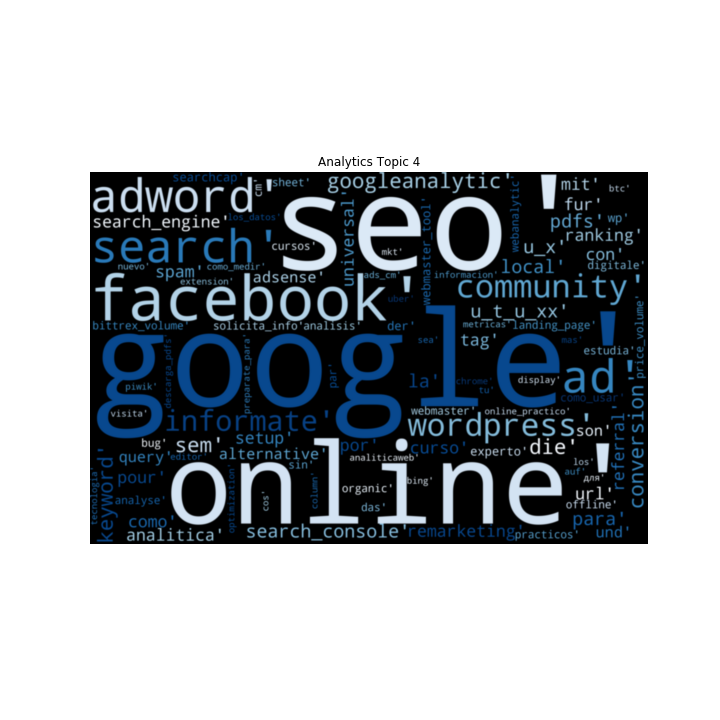 Analytics Topic 4
searchcap'
cm'
sheet'
googleanalytic'
webanalytic'
mit'
btc'
adword'
seo'
fur'
search_engine'
los_datos'
universal'
webmaster_tool'
pdfs'
wp'
search'
cursos'
mkt'
u_x'
ranking'
con'
nuevo'
como_medir'
spam'
extension'
adsense'
ads_cm'
informacion'
local'
digitale'
facebook'
uber'
community'
price_volume'
bittrex_volume'
solicita_info'
analisis'
der'
u_t_u_xx'
metricas'
landing_page'
google'
sea'
tag'
mas'
estudia'
descarga_pdfs'
preparate_para'
par'
piwik'
la'
chrome'
tu'
display'
ad'
como_usar'
visita'
informate'
webmaster'
online_practico'
wordpress'
son'
referral'
conversion'
bug'
sem'
setup'
por'
curso'
experto'
die'
keyword'
query'
editor'
alternative'
analiticaweb'
los'
sin'
auf'
tecnologia'
pour'
optimization'
column'
bing'
online'
для'
analyse'
cos'
organic'
url'
offline'
das'
como'
para'
analitica'
search_console'
remarketing'
practicos'
und'